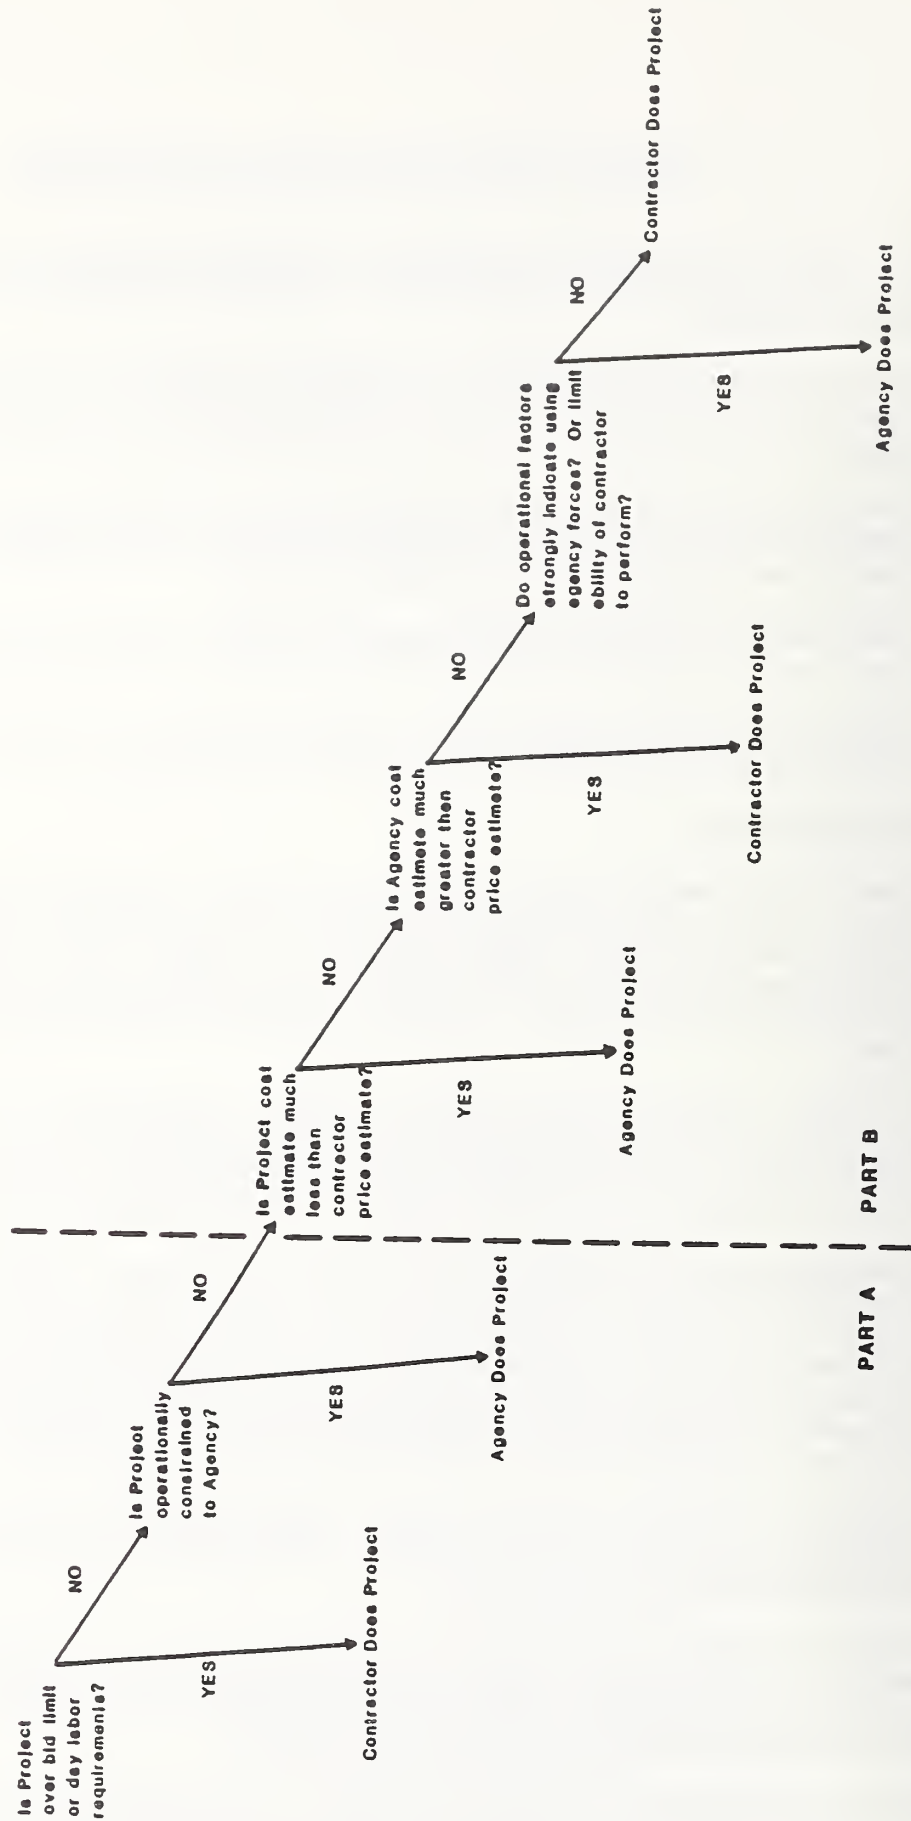 Is Project
over bid limit
or day labor
requirements?
NO
YES
Contractor Does Project
Is Project
operationally
constrained
to Agency?
NO
YES
Agency Does Project
PART A
PART B
Is Project cost
estimate much
less than
contractor
price estimate?
NO
YES
Agency Does Project
Is Agency cost
estimate much
greater than
contractor
price estimate?
NO
YES
Contractor Does Project
Do operational factors
strongly indicate using
agency forces? Or limit
ability of contractor
to perform?
NO
YES
Contractor Does Project
Agency Does Project